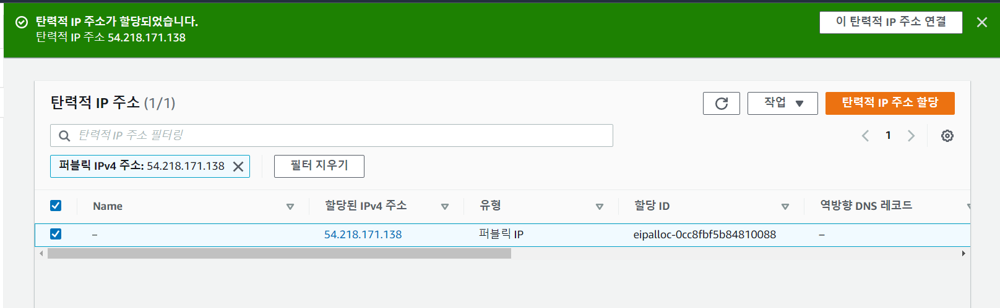 탄력적 IP 주소가 할당되었습니다.
탄력적 IP 주소 54.218.171.138
이 탄력적 IP 주소 연결
탄력적 IP 주소 (1/1)
작업
탄력적 IP 주소 할당
탄력적 IP 주소 필터링
1
퍼블릭 IPv4 주소: 54.218.171.138
필터 지우기
Name 할당된 IPv4 주소 유형 할당 ID 역방향 DNS 레코드
– 54.218.171.138 퍼블릭 IP eipalloc-0cc8fbf5b84810088 –